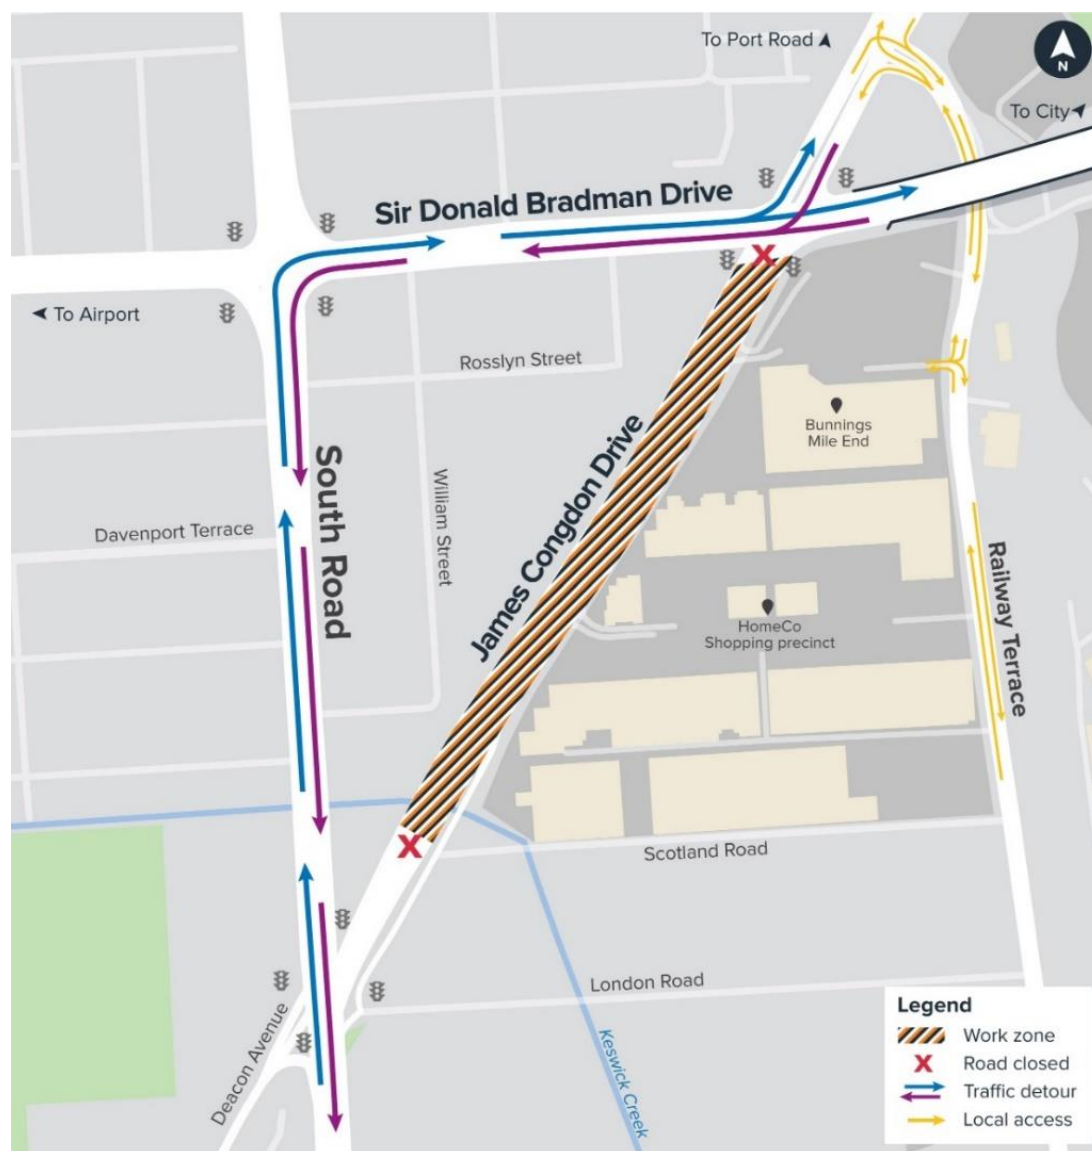 To Port Road
N
To City
Sir Donald Bradman Drive
To Airport
Rosslyn Street
Bunnings
Mile End
James Congdon Drive
South Road
William Street
Davenport Terrace
Railway Terrace
HomeCo
Shopping precinct
Scotland Road
London Road
Deacon Avenue
Keswick Creek
Legend
Work zone
X Road closed
Traffic detour
Local access